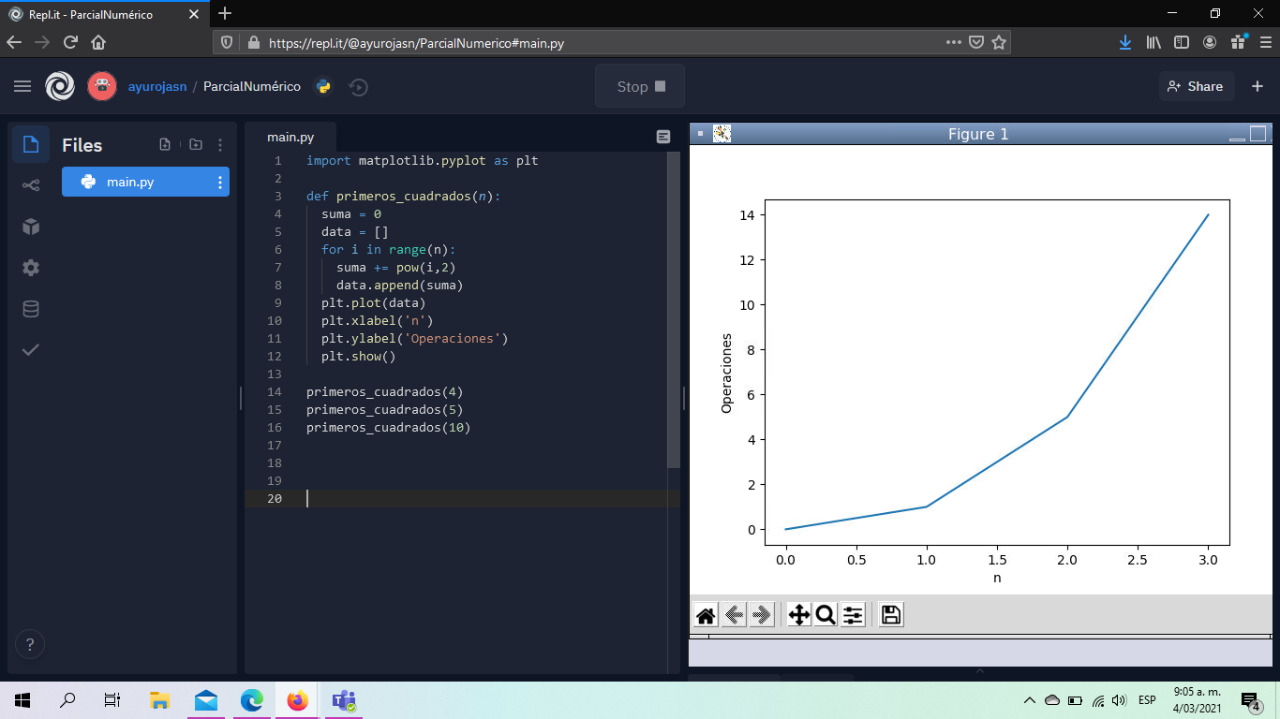 Repl.it - ParcialNumérico
https://repl.it/@ayurojasn/ParcialNumerico#main.py
ayurojasn / ParcialNumérico
Stop
Share
Files
main.py
main.py
1 import matplotlib.pyplot as plt
2
3 def primeros_cuadrados(n):
4 suma = 0
5 data = []
6 for i in range(n):
7 suma += pow(i,2)
8 data.append(suma)
9 plt.plot(data)
10 plt.xlabel('n')
11 plt.ylabel('Operaciones')
12 plt.show()
13
14 primeros_cuadrados(4)
15 primeros_cuadrados(5)
16 primeros_cuadrados(10)
17
18
19
20
Figure 1
14
12
10
8
6
4
2
0
Operaciones
0.0 0.5 1.0 1.5 2.0 2.5 3.0
n
?
ESP
9:05 a. m.
4/03/2021
4